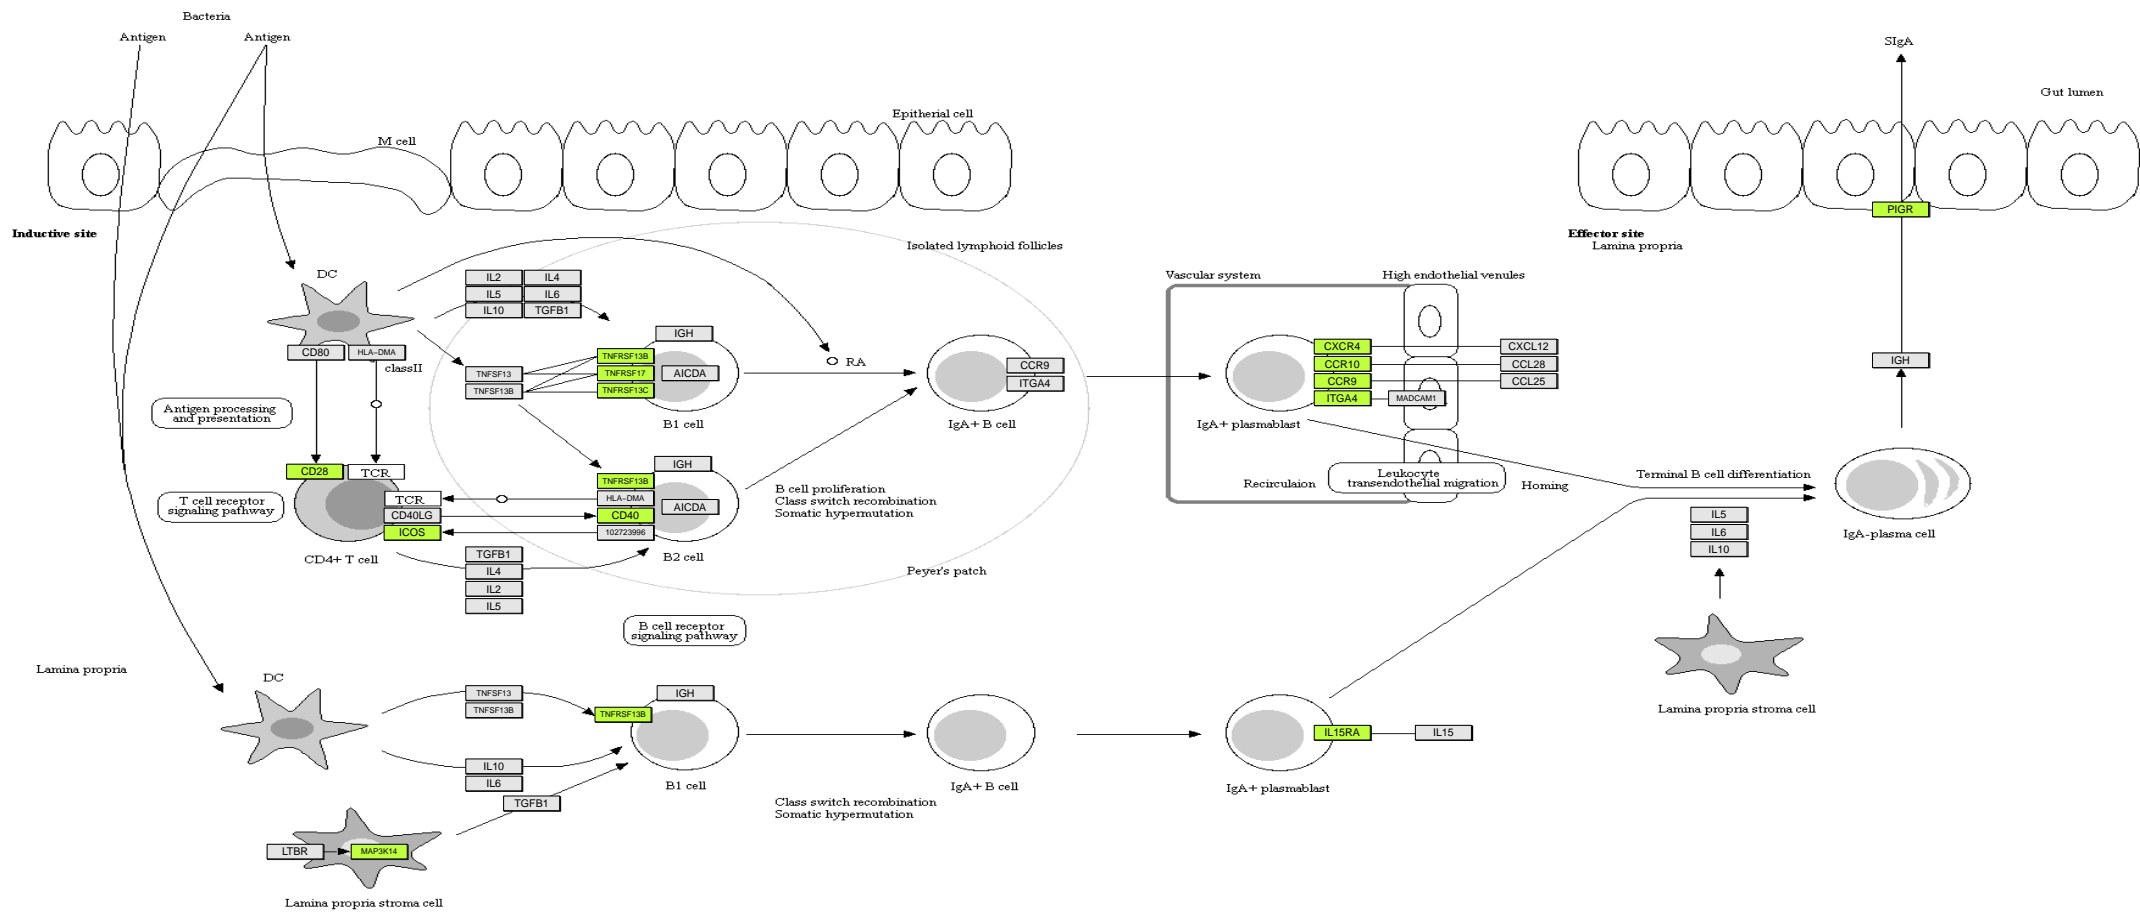 Bacteria
Antigen
Antigen
SIgA
Gut lumen
Epitherial cell
M cell
PIGR
Inductive site
Effector site
Lamina propria
Isolated lymphoid follicles
DC
Vascular system
High endothelial venules
IL2
IL4
IL5
IL6
IL10
TGFB1
IGH
CD80
HLA-DMA
classII
TNFRSF13B
TNFSF13
TNFRSF17
AICDA
TNFSF13B
TNFRSF13C
B1 cell
RA
CCR9
ITGA4
IgA+ B cell
CXCR4
CXCL12
CCR10
CCL28
CCR9
CCL25
ITGA4
MADCAM1
IgA+ plasmablast
IGH
Antigen processing
and presentation
CD28
TCR
T cell receptor
signaling pathway
TCR
CD40LG
ICOS
CD4+ T cell
IGH
TNFRSF13B
HLA-DMA
CD40
AICDA
102723996
B2 cell
B cell proliferation
Class switch recombination
Somatic hypermutation
Recirculaion
Leukocyte
transendothelial migration
Homing
Terminal B cell differentiation
IL5
IL6
IL10
IgA-plasma cell
TGFB1
IL4
IL2
IL5
Peyer's patch
B cell receptor
signaling pathway
Lamina propria
DC
TNFSF13
TNFSF13B
IGH
TNFRSF13B
IL10
IL6
TGFB1
B1 cell
IgA+ B cell
IL15RA
IL15
IgA+ plasmablast
Lamina propria stroma cell
Class switch recombination
Somatic hypermutation
LTBR
MAP3K14
Lamina propria stroma cell